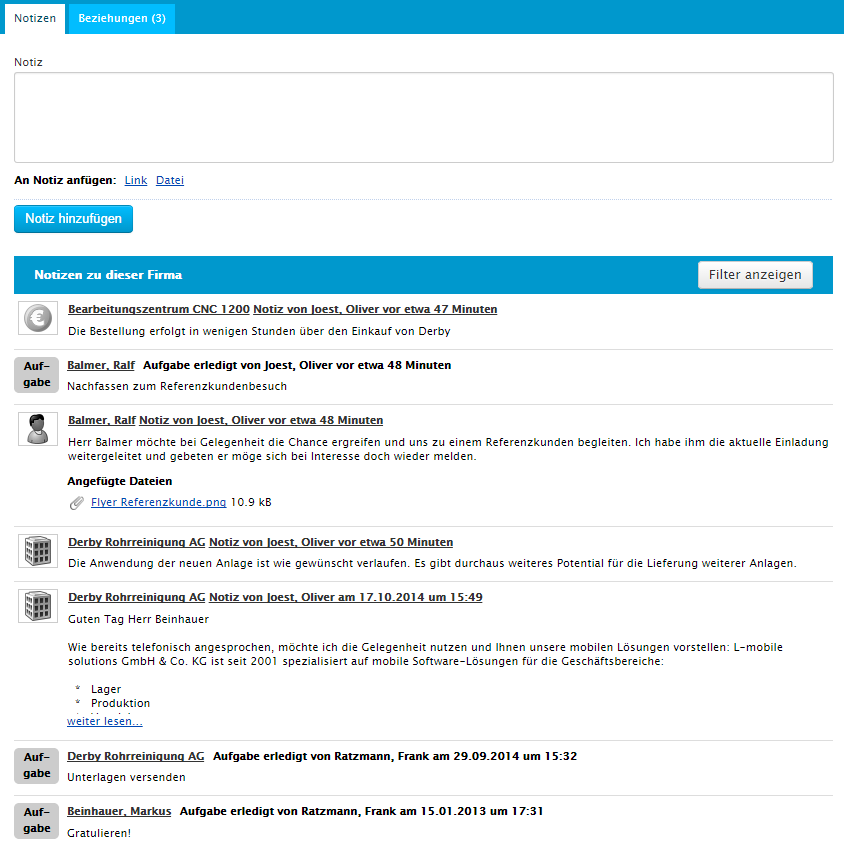 Notizen
Beziehungen (3)
Notiz
An Notiz anfügen: Link Datei
Notiz hinzufügen
Notizen zu dieser Firma
Filter anzeigen
Bearbeitungszentrum CNC 1200 Notiz von Joest, Oliver vor etwa 47 Minuten
Die Bestellung erfolgt in wenigen Stunden über den Einkauf von Derby
Auf-
gabe
Balmer, Ralf Aufgabe erledigt von Joest, Oliver vor etwa 48 Minuten
Nachfassen zum Referenzkundenbesuch
Balmer, Ralf Notiz von Joest, Oliver vor etwa 48 Minuten
Herr Balmer möchte bei Gelegenheit die Chance ergreifen und uns zu einem Referenzkunden begleiten. Ich habe ihm die aktuelle Einladung
weitergeleitet und gebeten er möge sich bei Interesse doch wieder melden.
Angefügte Dateien
Flyer Referenzkunde.png 10.9 kB
Derby Rohrreinigung AG Notiz von Joest, Oliver vor etwa 50 Minuten
Die Anwendung der neuen Anlage ist wie gewünscht verlaufen. Es gibt durchaus weiteres Potential für die Lieferung weiterer Anlagen.
Derby Rohrreinigung AG Notiz von Joest, Oliver am 17.10.2014 um 15:49
Guten Tag Herr Beinhauer
Wie bereits telefonisch angesprochen, möchte ich die Gelegenheit nutzen und Ihnen unsere mobilen Lösungen vorstellen: L-mobile
solutions GmbH & Co. KG ist seit 2001 spezialisiert auf mobile Software-Lösungen für die Geschäftsbereiche:
* Lager
* Produktion
weiter lesen...
Auf-
gabe
Derby Rohrreinigung AG Aufgabe erledigt von Ratzmann, Frank am 29.09.2014 um 15:32
Unterlagen versenden
Auf-
gabe
Beinhauer, Markus Aufgabe erledigt von Ratzmann, Frank am 15.01.2013 um 17:31
Gratulieren!